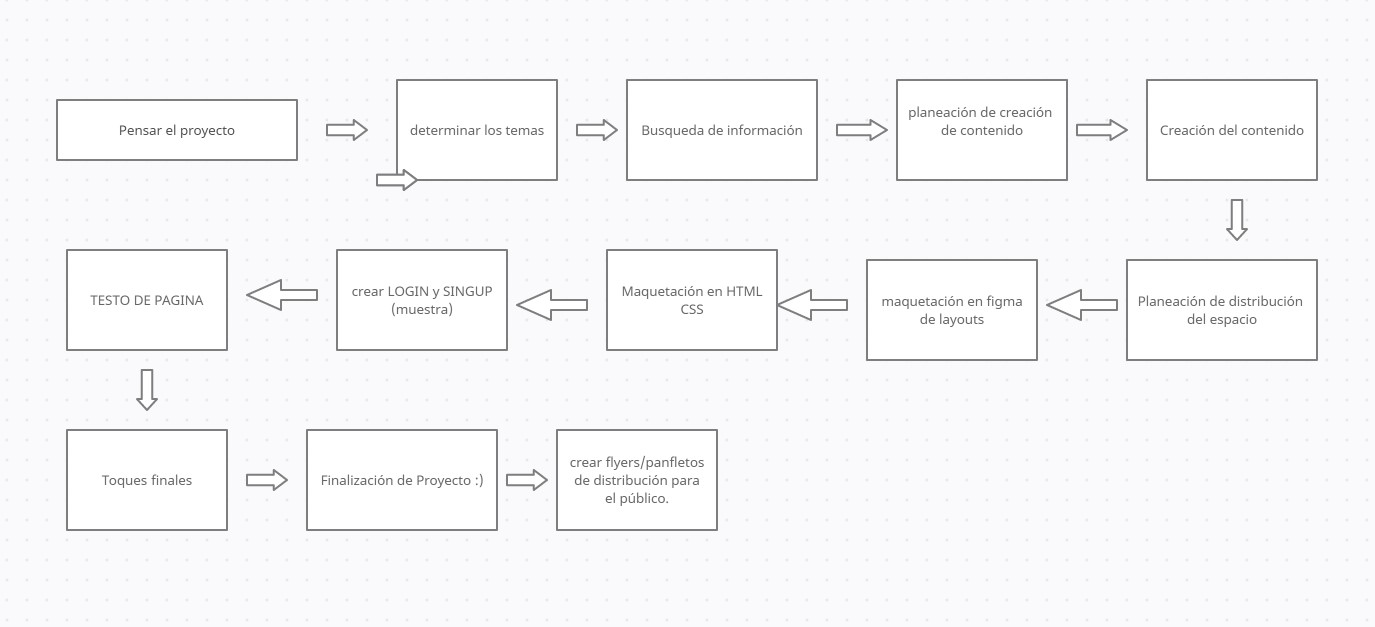 Pensar el proyecto
determinar los temas
Busqueda de información
planeación de creación
de contenido
Creación del contenido
Planeación de distribución
del espacio
maquetación en figma
de layouts
Maquetación en HTML
CSS
crear LOGIN y SINGUP
(muestra)
TESTO DE PAGINA
Toques finales
Finalización de Proyecto :)
crear flyers/panfletos
de distribución para
el público.